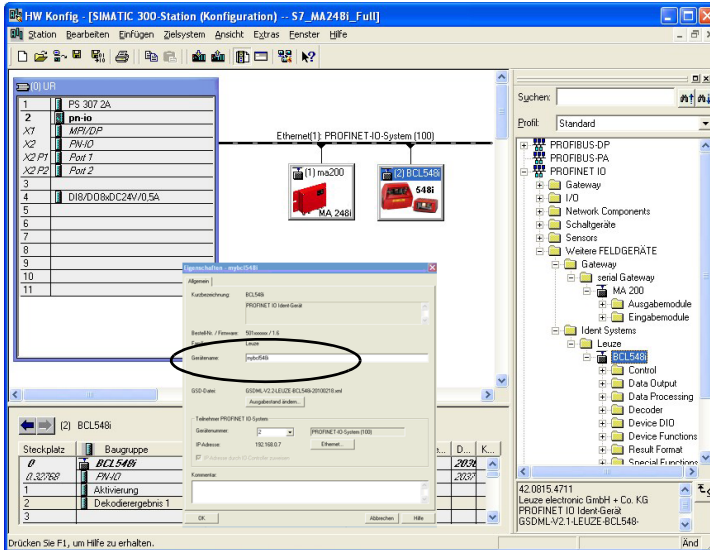 HW Konfig - [SIMATIC 300-Station (Konfiguration) -- S7_MA248i_Full]
Station Bearbeiten Einfügen Zielsystem Ansicht Extras Fenster Hilfe
(0) UR
1 PS 307 2A
2 pn-io
X1 MPI/DP
X2 PN-IO
X2 P1 Port 1
X2 P2 Port 2
3
4 DI8/DO8xDC24V/0,5A
5
6
7
8
9
10
11
Ethernet(1): PROFINET-IO-System (100)
(1) ma200
MA 248i
(2) BCL548i
548i
Suchen:
Profil: Standard
PROFIBUS-DP
PROFIBUS-PA
PROFINET IO
Gateway
I/O
Network Components
Schaltgeräte
Sensors
Weitere FELDGERÄTE
Gateway
serial Gateway
MA 200
Ausgabemodule
Eingabemodule
Ident Systems
Leuze
BCL548i
Control
Data Output
Data Processing
Decoder
Device DIO
Device Functions
Result Format
Special Functions
42.0815.4711
Leuze electronic GmbH + Co. KG
PROFINET IO Ident-Gerät
GSDML-V2.1-LEUZE-BCL548-
Eigenschaften - mybcl548i
Allgemein
Kurzbezeichnung: BCL548i
PROFINET IO Ident-Gerät
Bestell-Nr. / Firmware: 501xxxxx / 1.6
Leuze
Gerätename: mybcl548i
GSD-Datei: GSDML-V2.2-LEUZE-BCL548i-20100218.xml
Ausgabestand ändern...
Teilnehmer PROFINET IO-System
Gerätenummer: 2 PROFINET-IO-System (100)
IP-Adresse: 192.168.0.7 Ethernet...
IP-Adresse durch IO-Controller zuweisen
Kommentar:
OK Abbrechen Hilfe
(2) BCL548i
Steckplatz Baugruppe ... D... K...
0 BCL548i 2038
0.32768 PN-IO 2037
1 Aktivierung
2 Dekodierergebnis 1
3
Drücken Sie F1, um Hilfe zu erhalten.
Änd